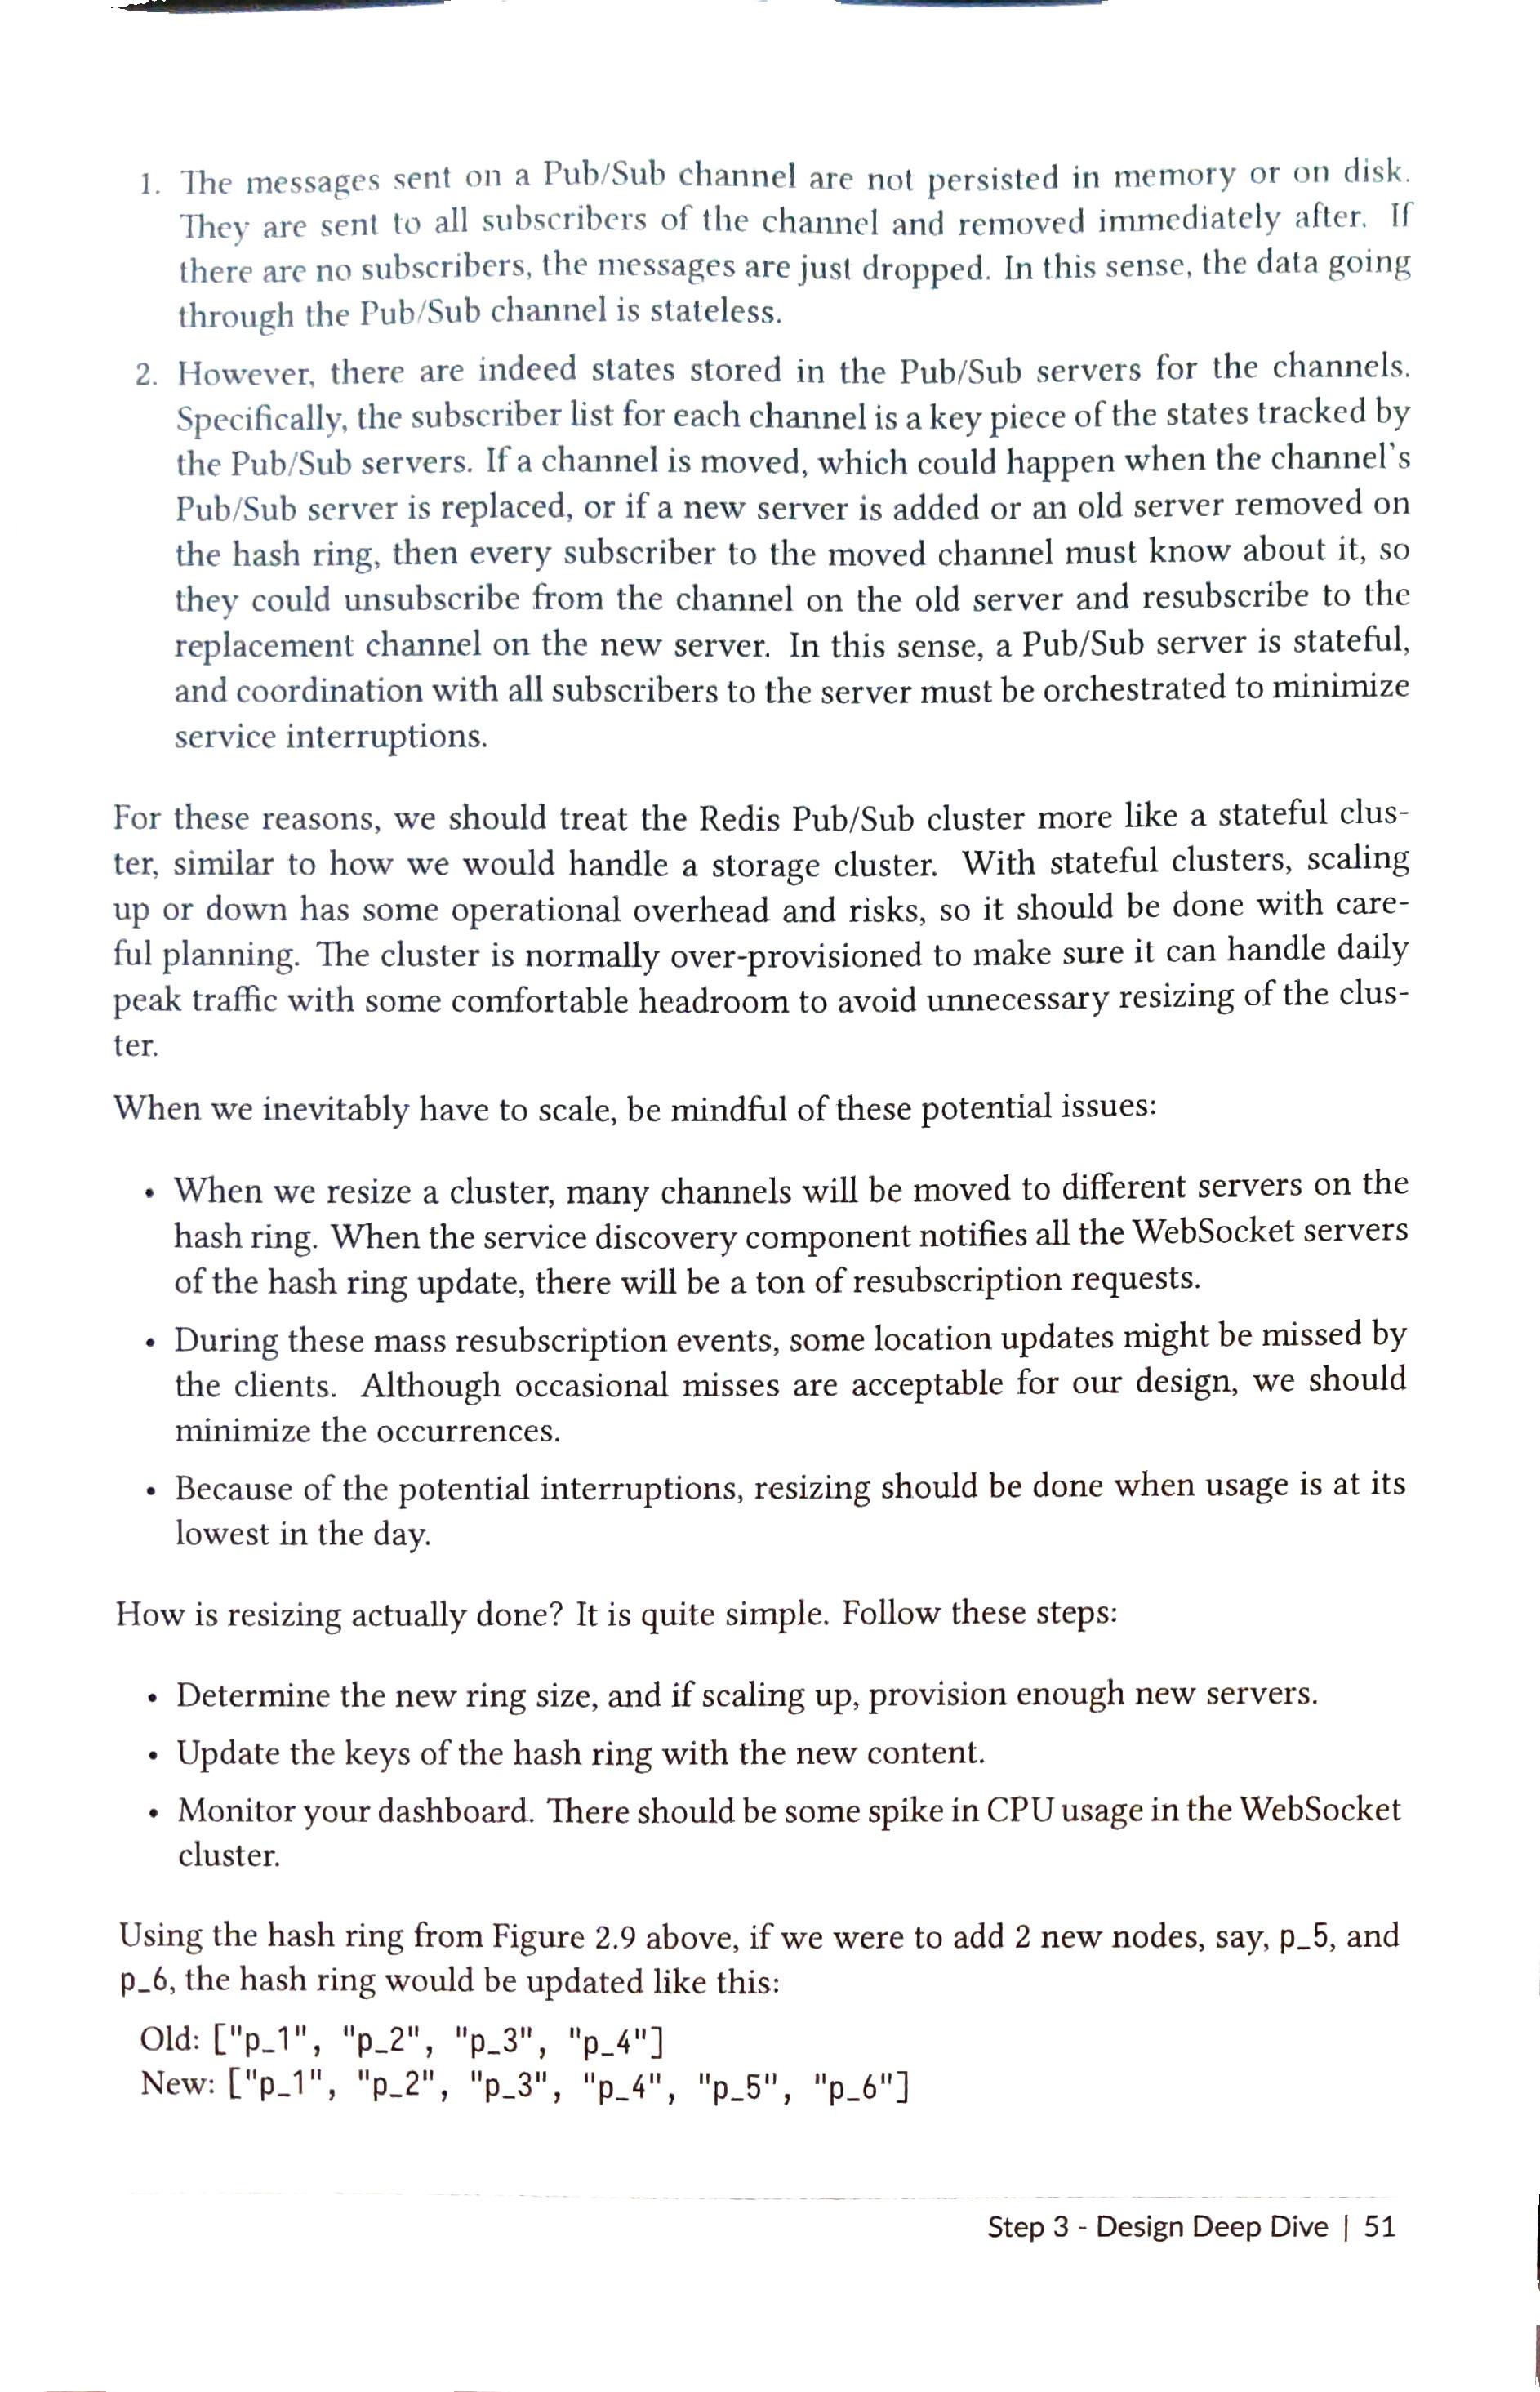 1. The messages sent on a Pub/Sub channel are not persisted in memory or on disk.
They are sent to all subscribers of the channel and removed immediately after. If
there are no subscribers, the messages are just dropped. In this sense, the data going
through the Pub/Sub channel is stateless.
2. However, there are indeed states stored in the Pub/Sub servers for the channels.
Specifically, the subscriber list for each channel is a key piece of the states tracked by
the Pub/Sub servers. If a channel is moved, which could happen when the channel's
Pub/Sub server is replaced, or if a new server is added or an old server removed on
the hash ring, then every subscriber to the moved channel must know about it, so
they could unsubscribe from the channel on the old server and resubscribe to the
replacement channel on the new server. In this sense, a Pub/Sub server is stateful,
and coordination with all subscribers to the server must be orchestrated to minimize
service interruptions.
For these reasons, we should treat the Redis Pub/Sub cluster more like a stateful clus-
ter, similar to how we would handle a storage cluster. With stateful clusters, scaling
up or down has some operational overhead and risks, so it should be done with care-
ful planning. The cluster is normally over-provisioned to make sure it can handle daily
peak traffic with some comfortable headroom to avoid unnecessary resizing of the clus-
ter.
When we inevitably have to scale, be mindful of these potential issues:
• When we resize a cluster, many channels will be moved to different servers on the
hash ring. When the service discovery component notifies all the WebSocket servers
of the hash ring update, there will be a ton of resubscription requests.
• During these mass resubscription events, some location updates might be missed by
the clients. Although occasional misses are acceptable for our design, we should
minimize the occurrences.
• Because of the potential interruptions, resizing should be done when usage is at its
lowest in the day.
How is resizing actually done? It is quite simple. Follow these steps:
• Determine the new ring size, and if scaling up, provision enough new servers.
• Update the keys of the hash ring with the new content.
• Monitor your dashboard. There should be some spike in CPU usage in the WebSocket
cluster.
Using the hash ring from Figure 2.9 above, if we were to add 2 new nodes, say, p_5, and
p_6, the hash ring would be updated like this:
Old: ["p_1", "p_2", "p_3", "p_4"]
New: ["p_1", "p_2", "p_3", "p_4", "p_5", "p_6"]
Step 3 - Design Deep Dive | 51